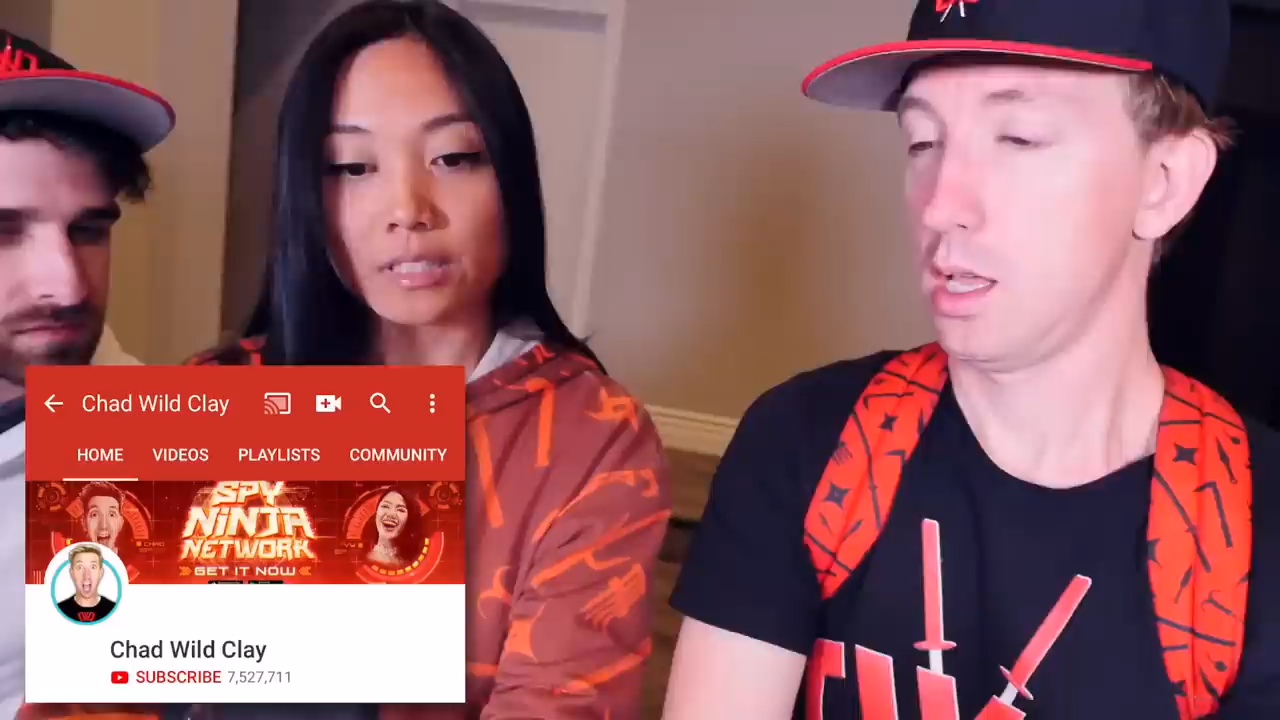 Chad Wild Clay
HOME VIDEOS PLAYLISTS COMMUNITY
SPY
NINJA
NETWORK
GET IT NOW
Chad Wild Clay
SUBSCRIBE 7,527,711